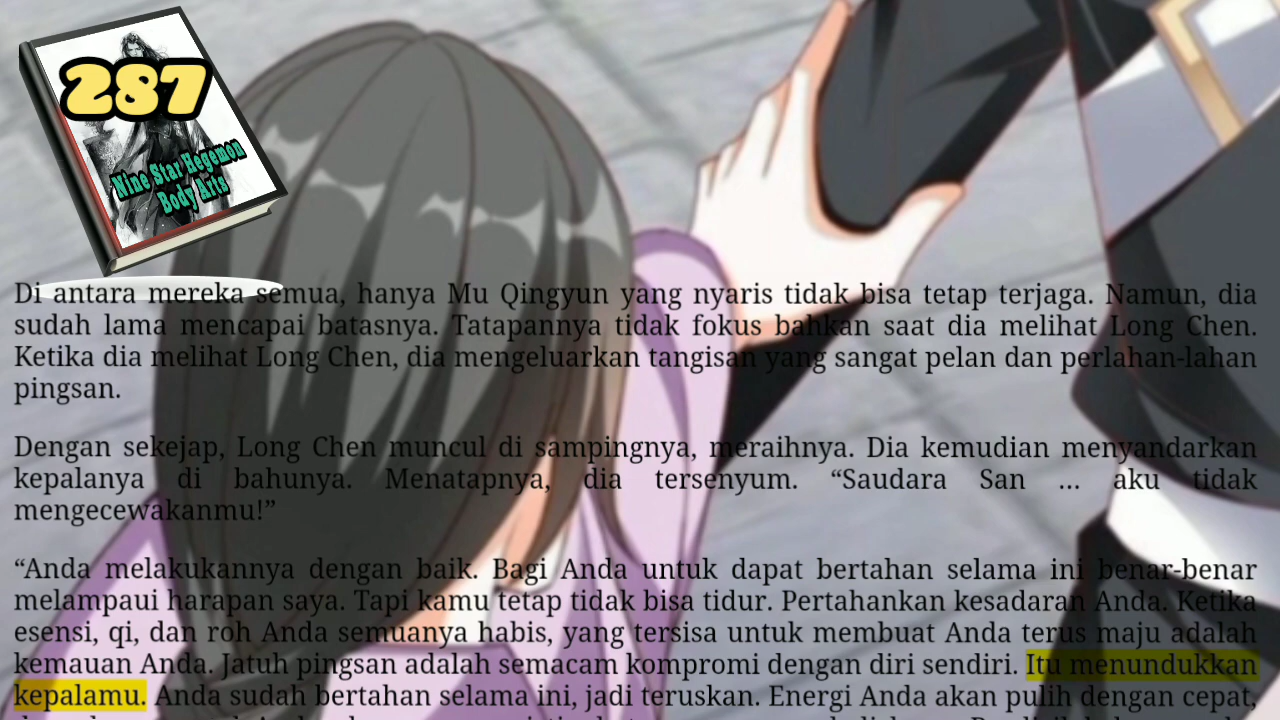 287
Nine Star Hegemon
Body Arts
Di antara mereka semua, hanya Mu Qingyun yang nyaris tidak bisa tetap terjaga. Namun, dia
sudah lama mencapai batasnya. Tatapannya tidak fokus bahkan saat dia melihat Long Chen.
Ketika dia melihat Long Chen, dia mengeluarkan tangisan yang sangat pelan dan perlahan-lahan
pingsan.
Dengan sekejap, Long Chen muncul di sampingnya, meraihnya. Dia kemudian menyandarkan
kepalanya di bahunya. Menatapnya, dia tersenyum. “Saudara San ... aku tidak
mengecewakanmu!”
“Anda melakukannya dengan baik. Bagi Anda untuk dapat bertahan selama ini benar-benar
melampaui harapan saya. Tapi kamu tetap tidak bisa tidur. Pertahankan kesadaran Anda. Ketika
esensi, qi, dan roh Anda semuanya habis, yang tersisa untuk membuat Anda terus maju adalah
kemauan Anda. Jatuh pingsan adalah semacam kompromi dengan diri sendiri. Itu menundukkan
kepalamu. Anda sudah bertahan selama ini, jadi teruskan. Energi Anda akan pulih dengan cepat,